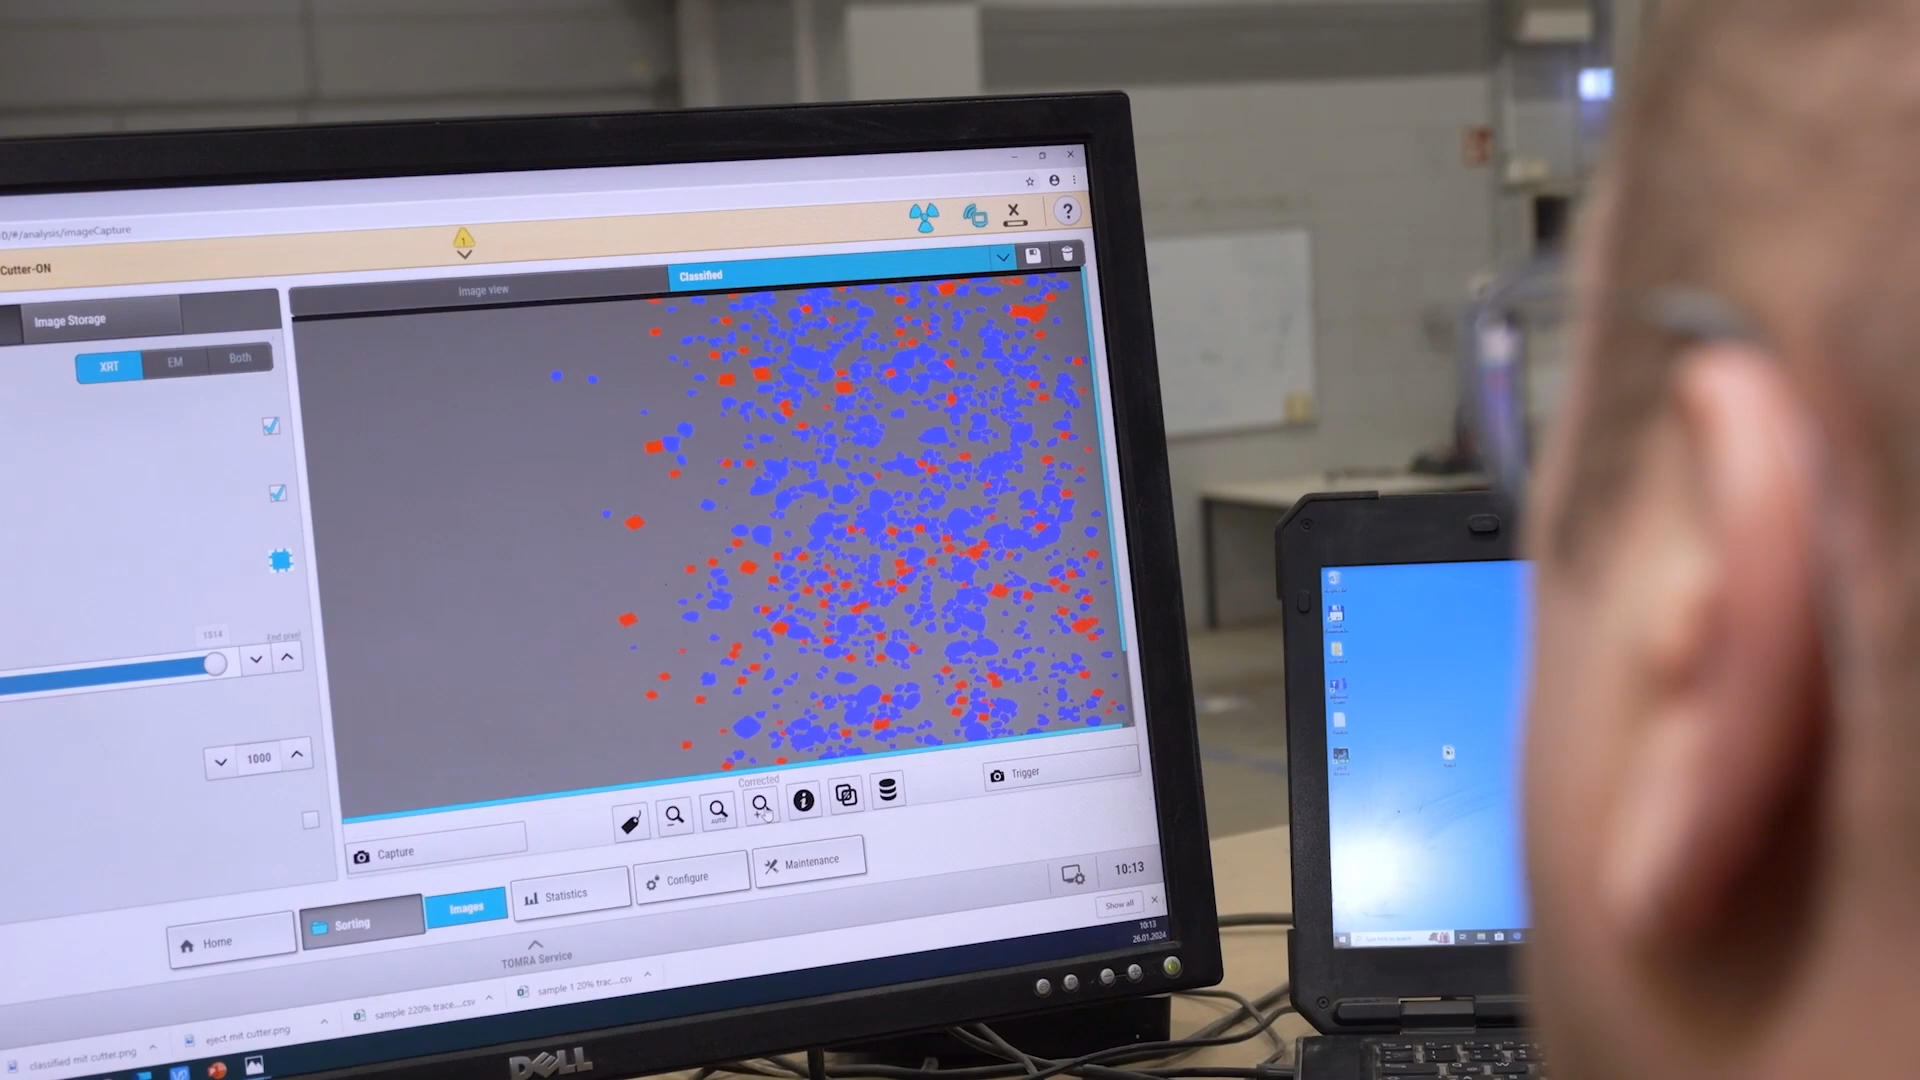 D/#/analysis/imageCapture
1
?
Cutter-ON
Image view
Classified
Image Storage
XRT
EM
Both
1514
End pixel
1000
Corrected
AUTO
Trigger
Capture
Home
Sorting
Images
Statistics
Configure
Maintenance
10:13
Show all
TOMRA Service
10:13
26.01.2024
classified mit cutter.png
eject mit cutter.png
sample 220% trace....csv
sample 1 20% trac....csv
DELL